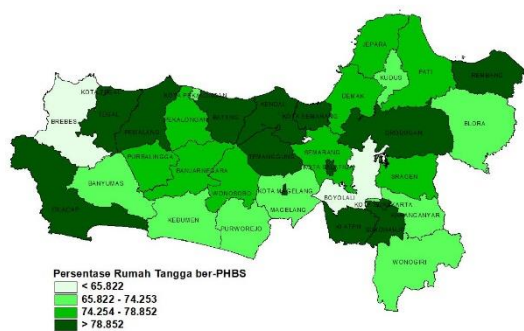 JEPARA
KUDUS
PATI
REMBANG
DEMAK
BLORA
BREBES
TEGAL
PEMALANG
PEKALONGAN
BATANG
KENDAL
GROBOGAN
PURBALINGGA
BANJARNEGARA
TEMANGGUNG
SEMARANG
SRAGEN
BANYUMAS
WONOSOBO
KOTA MAGELANG
BOYOLALI
CILACAP
KEBUMEN
PURWOREJO
MAGELANG
KLATEN
WONOGIRI
Persentase Rumah Tangga ber-PHBS
< 65.822
65.822 - 74.253
74.254 - 78.852
> 78.852